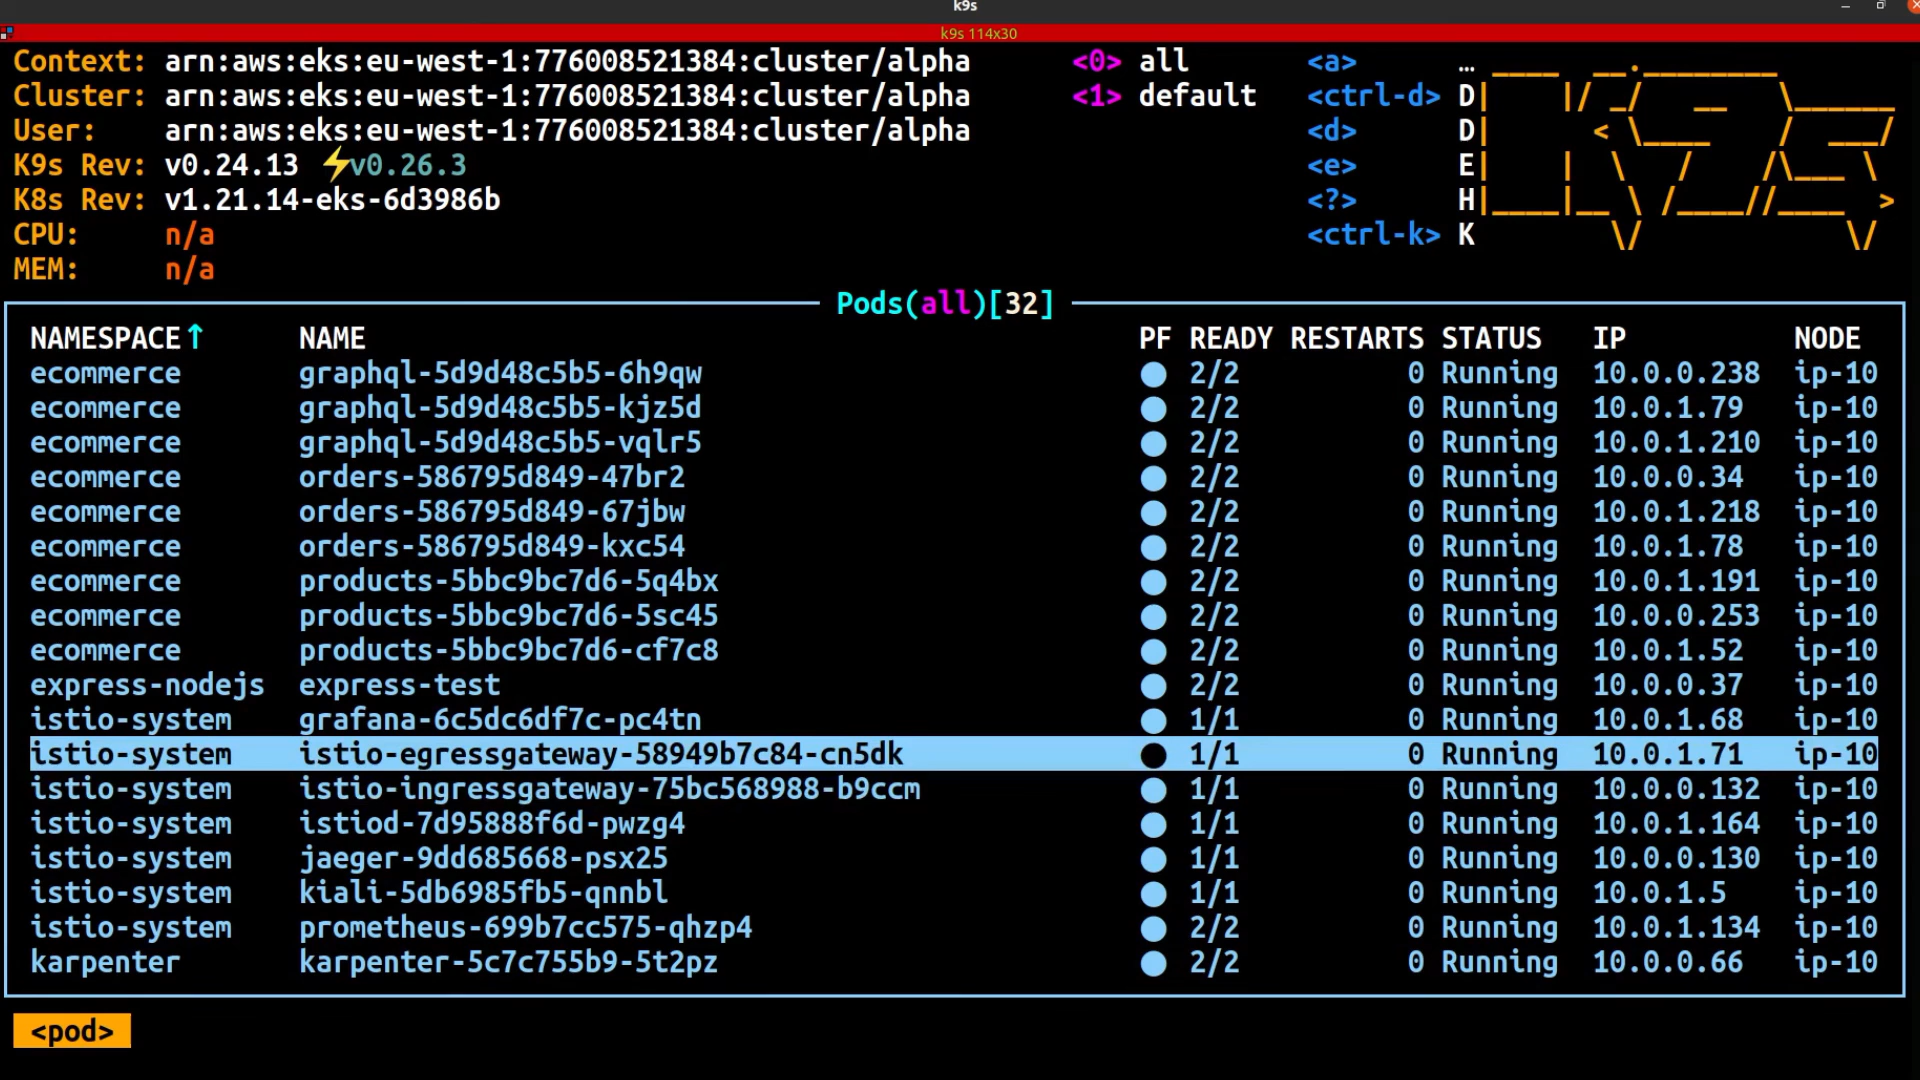 k9s
k9s 114x30
Context: arn:aws:eks:eu-west-1:776008521384:cluster/alpha <0> all <a> …
Cluster: arn:aws:eks:eu-west-1:776008521384:cluster/alpha <1> default <ctrl-d> D
User: arn:aws:eks:eu-west-1:776008521384:cluster/alpha <d> D
K9s Rev: v0.24.13 ⚡v0.26.3 <e> E
K8s Rev: v1.21.14-eks-6d3986b <?> H
CPU: n/a <ctrl-k> K
MEM: n/a
Pods(all)[32]
NAMESPACE↑ NAME PF READY RESTARTS STATUS IP NODE
ecommerce graphql-5d9d48c5b5-6h9qw ● 2/2 0 Running 10.0.0.238 ip-10
ecommerce graphql-5d9d48c5b5-kjz5d ● 2/2 0 Running 10.0.1.79 ip-10
ecommerce graphql-5d9d48c5b5-vqlr5 ● 2/2 0 Running 10.0.1.210 ip-10
ecommerce orders-586795d849-47br2 ● 2/2 0 Running 10.0.0.34 ip-10
ecommerce orders-586795d849-67jbw ● 2/2 0 Running 10.0.1.218 ip-10
ecommerce orders-586795d849-kxc54 ● 2/2 0 Running 10.0.1.78 ip-10
ecommerce products-5bbc9bc7d6-5q4bx ● 2/2 0 Running 10.0.1.191 ip-10
ecommerce products-5bbc9bc7d6-5sc45 ● 2/2 0 Running 10.0.0.253 ip-10
ecommerce products-5bbc9bc7d6-cf7c8 ● 2/2 0 Running 10.0.1.52 ip-10
express-nodejs express-test ● 2/2 0 Running 10.0.0.37 ip-10
istio-system grafana-6c5dc6df7c-pc4tn ● 1/1 0 Running 10.0.1.68 ip-10
istio-system istio-egressgateway-58949b7c84-cn5dk ● 1/1 0 Running 10.0.1.71 ip-10
istio-system istio-ingressgateway-75bc568988-b9ccm ● 1/1 0 Running 10.0.0.132 ip-10
istio-system istiod-7d95888f6d-pwzg4 ● 1/1 0 Running 10.0.1.164 ip-10
istio-system jaeger-9dd685668-psx25 ● 1/1 0 Running 10.0.0.130 ip-10
istio-system kiali-5db6985fb5-qnnbl ● 1/1 0 Running 10.0.1.5 ip-10
istio-system prometheus-699b7cc575-qhzp4 ● 2/2 0 Running 10.0.1.134 ip-10
karpenter karpenter-5c7c755b9-5t2pz ● 2/2 0 Running 10.0.0.66 ip-10
<pod>